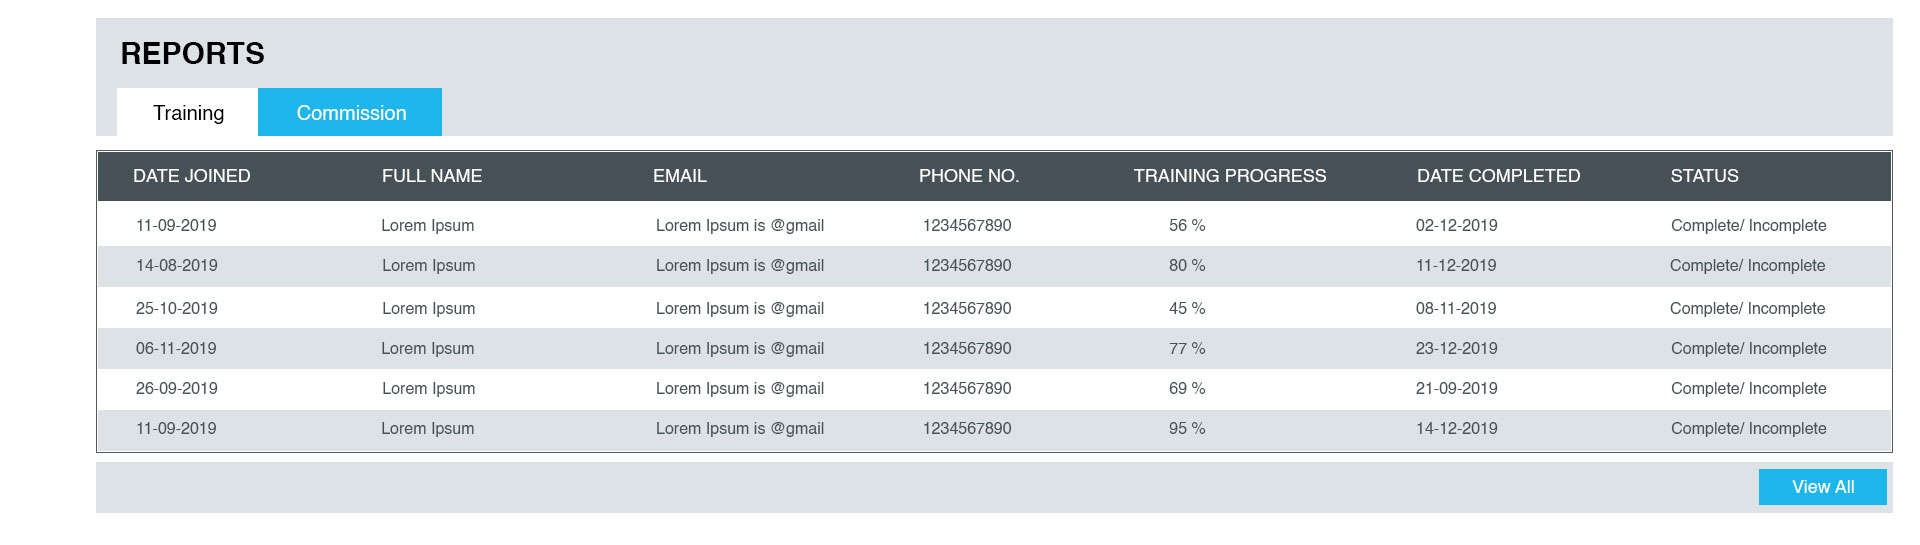 REPORTS
Training Commission
DATE JOINED FULL NAME EMAIL PHONE NO. TRAINING PROGRESS DATE COMPLETED STATUS
11-09-2019 Lorem Ipsum Lorem Ipsum is @gmail 1234567890 56 % 02-12-2019 Complete/ Incomplete
14-08-2019 Lorem Ipsum Lorem Ipsum is @gmail 1234567890 80 % 11-12-2019 Complete/ Incomplete
25-10-2019 Lorem Ipsum Lorem Ipsum is @gmail 1234567890 45 % 08-11-2019 Complete/ Incomplete
06-11-2019 Lorem Ipsum Lorem Ipsum is @gmail 1234567890 77 % 23-12-2019 Complete/ Incomplete
26-09-2019 Lorem Ipsum Lorem Ipsum is @gmail 1234567890 69 % 21-09-2019 Complete/ Incomplete
11-09-2019 Lorem Ipsum Lorem Ipsum is @gmail 1234567890 95 % 14-12-2019 Complete/ Incomplete
View All